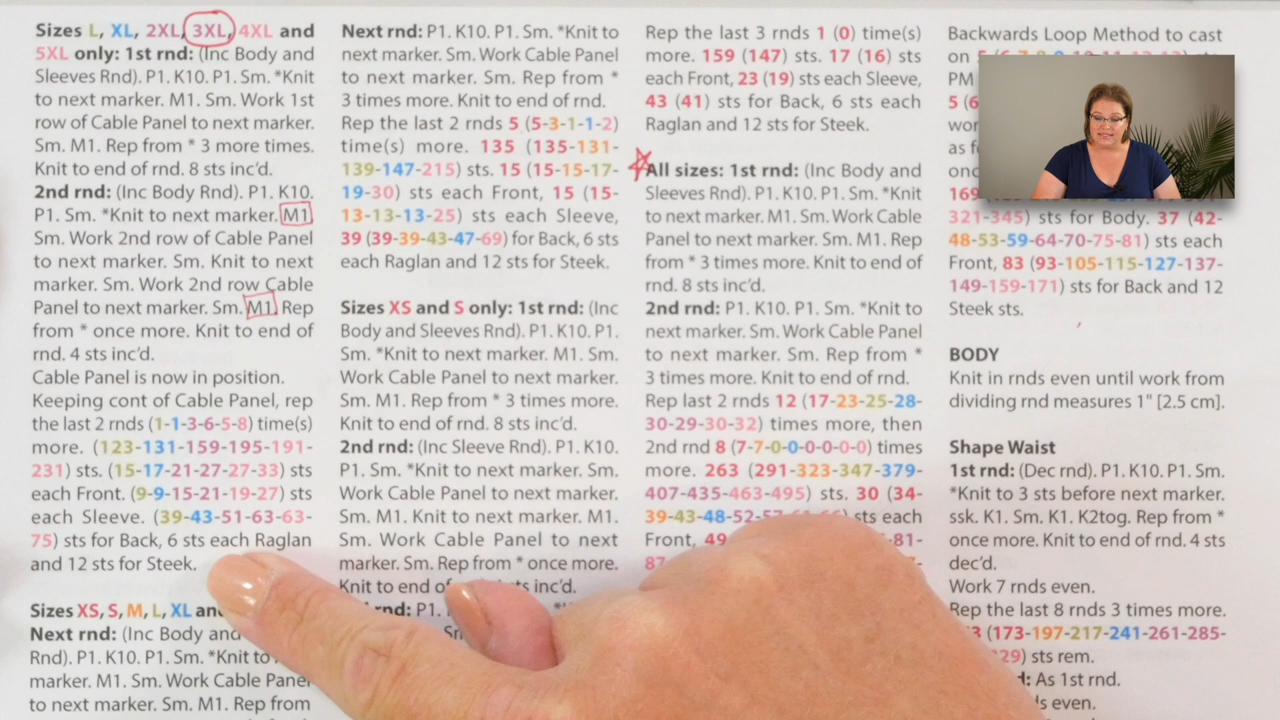 Sizes L, XL, 2XL, 3XL, 4XL and
5XL only: 1st rnd: (Inc Body and
Sleeves Rnd). P1. K10. P1. Sm. *Knit
to next marker. M1. Sm. Work 1st
row of Cable Panel to next marker.
Sm. M1. Rep from * 3 more times.
Knit to end of rnd. 8 sts inc'd.
2nd rnd: (Inc Body Rnd). P1. K10.
P1. Sm. *Knit to next marker. M1.
Sm. Work 2nd row of Cable Panel
to next marker. Sm. Knit to next
marker. Sm. Work 2nd row Cable
Panel to next marker. Sm. M1. Rep
from * once more. Knit to end of
rnd. 4 sts inc'd.
Cable Panel is now in position.
Keeping cont of Cable Panel, rep
the last 2 rnds (1-1-3-6-5-8) time(s)
more. (123-131-159-195-191-
231) sts. (15-17-21-27-27-33) sts
each Front. (9-9-15-21-19-27) sts
each Sleeve. (39-43-51-63-63-
75) sts for Back, 6 sts each Raglan
and 12 sts for Steek.
Sizes XS, S, M, L, XL
Next rnd: (Inc Body and
Rnd). P1. K10. P1. Sm. *Knit to
marker. M1. Sm. Work Cable Panel
to next marker. Sm. M1. Rep from
Next rnd: P1. K10. P1. Sm. *Knit to
next marker. Sm. Work Cable Panel
to next marker. Sm. Rep from *
3 times more. Knit to end of rnd.
Rep the last 2 rnds 5 (5-3-1-1-2)
time(s) more. 135 (135-131-
139-147-215) sts. 15 (15-15-17-
19-30) sts each Front, 15 (15-
13-13-13-25) sts each Sleeve,
39 (39-39-43-47-69) for Back, 6 sts
each Raglan and 12 sts for Steek.
Sizes XS and S only: 1st rnd: (Inc
Body and Sleeves Rnd). P1. K10. P1.
Sm. *Knit to next marker. M1. Sm.
Work Cable Panel to next marker.
Sm. M1. Rep from * 3 times more.
Knit to end of rnd. 8 sts inc'd.
2nd rnd: (Inc Sleeve Rnd). P1. K10.
P1. Sm. *Knit to next marker. Sm.
Work Cable Panel to next marker.
Sm. M1. Knit to next marker. M1.
Sm. Work Cable Panel to next
marker. Sm. Rep from * once more.
Knit to end of sts inc'd.
rnd: P1.
Rep the last 3 rnds 1 (0) time(s)
more. 159 (147) sts. 17 (16) sts
each Front, 23 (19) sts each Sleeve,
43 (41) sts for Back, 6 sts each
Raglan and 12 sts for Steek.
All sizes: 1st rnd: (Inc Body and
Sleeves Rnd). P1. K10. P1. Sm. *Knit
to next marker. M1. Sm. Work Cable
Panel to next marker. Sm. M1. Rep
from * 3 times more. Knit to end of
rnd. 8 sts inc'd.
2nd rnd: P1. K10. P1. Sm. *Knit to
next marker. Sm. Work Cable Panel
to next marker. Sm. Rep from *
3 times more. Knit to end of rnd.
Rep last 2 rnds 12 (17-23-25-28-
30-29-30-32) times more, then
2nd rnd 8 (7-7-0-0-0-0-0-0) times
more. 263 (291-323-347-379-
407-435-463-495) sts. 30 (34-
39-43-48-52- sts each
Front, 49 -81-
87
Backwards Loop Method to cast
on
PM
321-345) sts for Body. 37 (42-
48-53-59-64-70-75-81) sts each
Front, 83 (93-105-115-127-137-
149-159-171) sts for Back and 12
Steek sts.
BODY
Knit in rnds even until work from
dividing rnd measures 1" [2.5 cm].
Shape Waist
1st rnd: (Dec rnd). P1. K10. P1. Sm.
*Knit to 3 sts before next marker.
ssk. K1. Sm. K1. K2tog. Rep from *
once more. Knit to end of rnd. 4 sts
dec'd.
Work 7 rnds even.
Rep the last 8 rnds 3 times more.
(173-197-217-241-261-285-
sts rem.
As 1st rnd.
even.